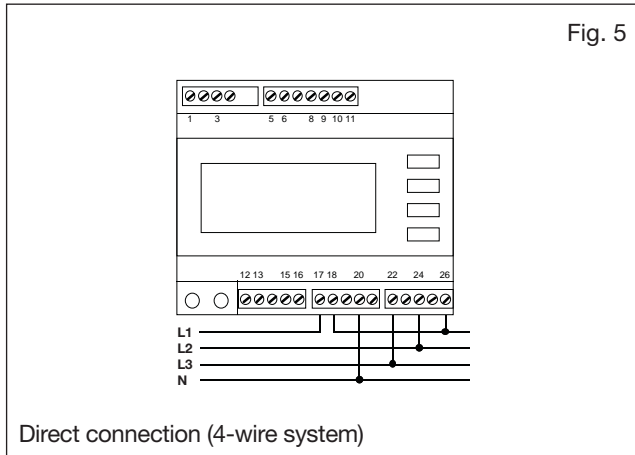 Fig. 5
1 3 5 6 8 9 10 11
12 13 15 16 17 18 20 22 24 26
L1
L2
L3
N
Direct connection (4-wire system)